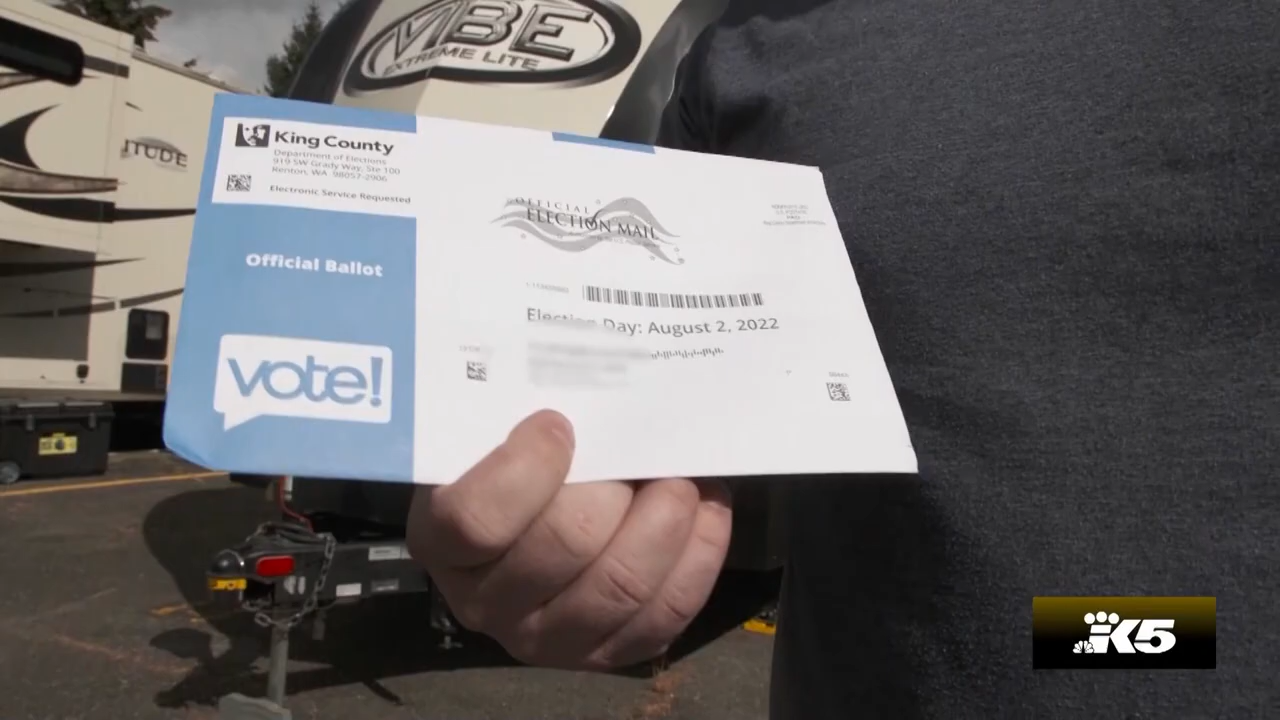 VIBE
EXTREME LITE
ITUDE
King County
Department of Elections
919 SW Grady Way, Ste 100
Renton, WA 98057-2906
Electronic Service Requested
OFFICIAL
ELECTION MAIL
Official Ballot
Election Day: August 2, 2022
vote!
K5